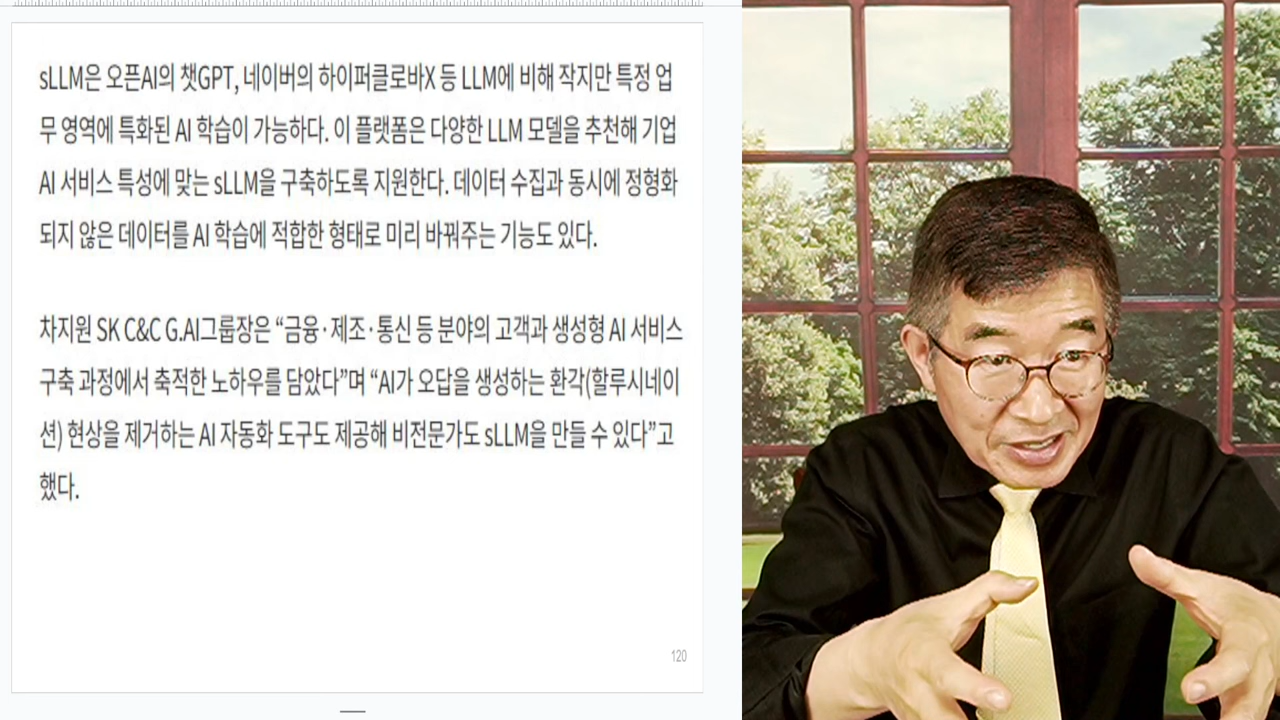 sLLM은 오픈AI의 챗GPT, 네이버의 하이퍼클로바X 등 LLM에 비해 작지만 특정 업
무 영역에 특화된 AI 학습이 가능하다. 이 플랫폼은 다양한 LLM 모델을 추천해 기업
AI 서비스 특성에 맞는 sLLM을 구축하도록 지원한다. 데이터 수집과 동시에 정형화
되지 않은 데이터를 AI 학습에 적합한 형태로 미리 바꿔주는 기능도 있다.
차지원 SK C&C G.AI그룹장은 “금융·제조·통신 등 분야의 고객과 생성형 AI 서비스
구축 과정에서 축적한 노하우를 담았다”며 “AI가 오답을 생성하는 환각(할루시네이
션) 현상을 제거하는 AI 자동화 도구도 제공해 비전문가도 sLLM을 만들 수 있다”고
했다.
120